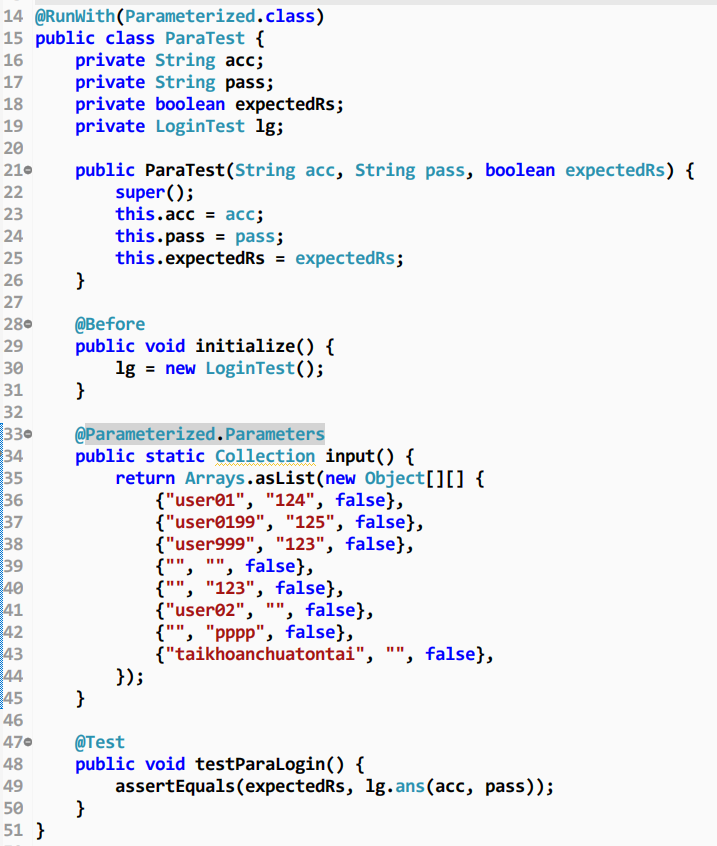 14 @RunWith(Parameterized.class)
15 public class ParaTest {
16     private String acc;
17     private String pass;
18     private boolean expectedRs;
19     private LoginTest lg;
20
21     public ParaTest(String acc, String pass, boolean expectedRs) {
22         super();
23         this.acc = acc;
24         this.pass = pass;
25         this.expectedRs = expectedRs;
26     }
27
28     @Before
29     public void initialize() {
30         lg = new LoginTest();
31     }
32
33     @Parameterized.Parameters
34     public static Collection input() {
35         return Arrays.asList(new Object[][] {
36             {"user01", "124", false},
37             {"user0199", "125", false},
38             {"user999", "123", false},
39             {"", "", false},
40             {"", "123", false},
41             {"user02", "", false},
42             {"", "pppp", false},
43             {"taikhoanchuatontai", "", false},
44         });
45     }
46
47     @Test
48     public void testParaLogin() {
49         assertEquals(expectedRs, lg.ans(acc, pass));
50     }
51 }